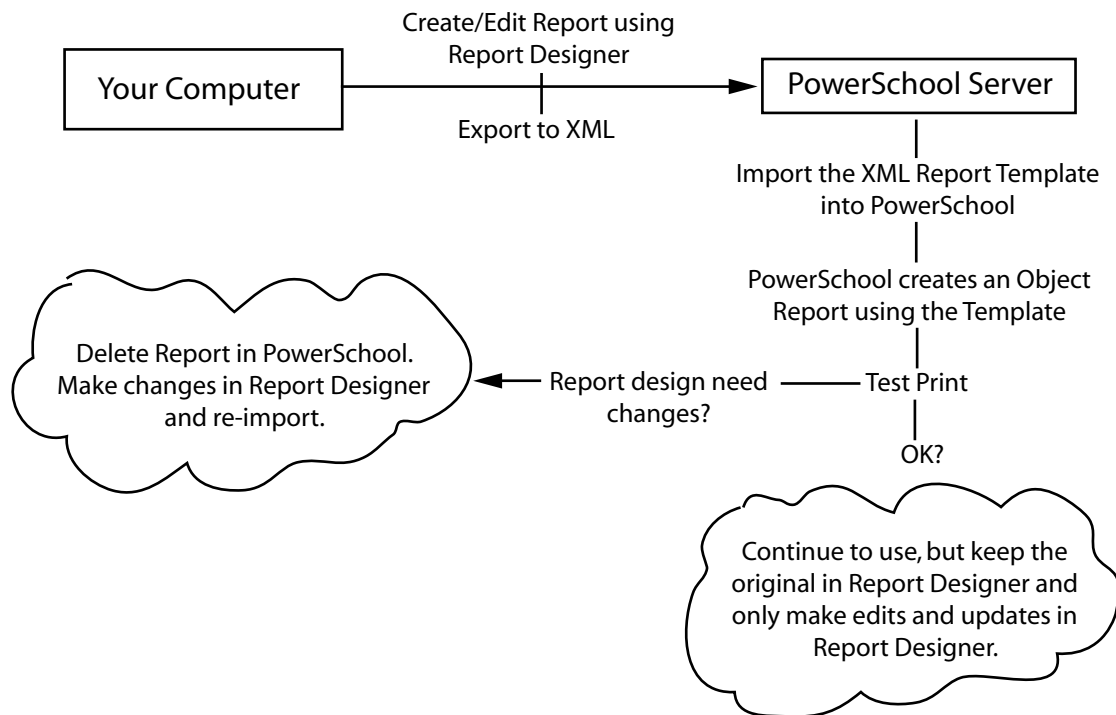 Create/Edit Report using
Report Designer
Your Computer
PowerSchool Server
Export to XML
Import the XML Report Template
into PowerSchool
PowerSchool creates an Object
Report using the Template
Delete Report in PowerSchool.
Make changes in Report Designer
and re-import.
Report design need
changes?
Test Print
OK?
Continue to use, but keep the
original in Report Designer and
only make edits and updates in
Report Designer.